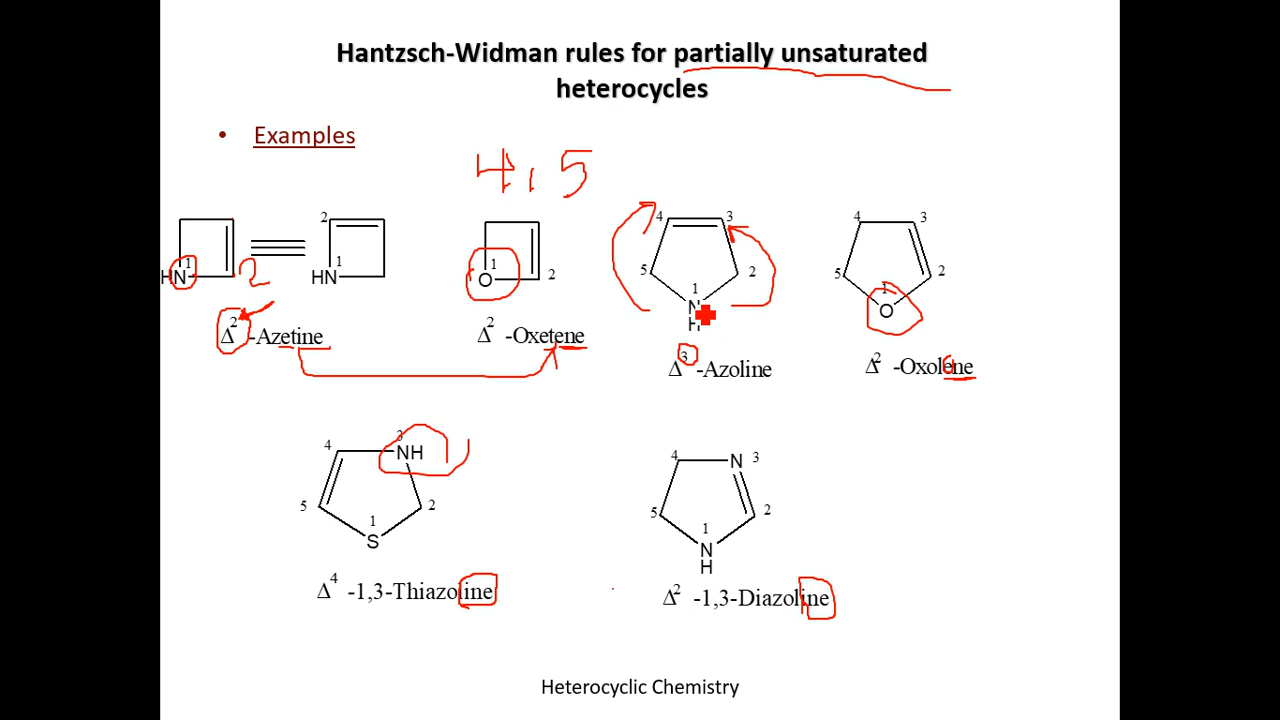 Hantzsch-Widman rules for partially unsaturated
heterocycles
• Examples
4, 5
HN 1 2
2 HN 1
O 1 2
4 3 5 2 1 N H
4 3 5 2 1 O
Δ2 -Azetine
Δ2 -Oxetene
Δ3 -Azoline
Δ2 -Oxolene
4 3 NH 5 2 1 S
4 N 3 5 2 1 N H
Δ4 -1,3-Thiazoline
Δ2 -1,3-Diazoline
Heterocyclic Chemistry